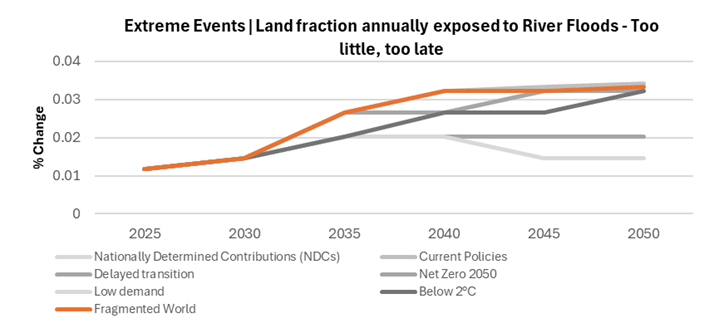 Extreme Events | Land fraction annually exposed to River Floods - Too
little, too late
% Change
0.04
0.03
0.02
0.01
0
2025 2030 2035 2040 2045 2050
Nationally Determined Contributions (NDCs) Current Policies
Delayed transition Net Zero 2050
Low demand Below 2°C
Fragmented World